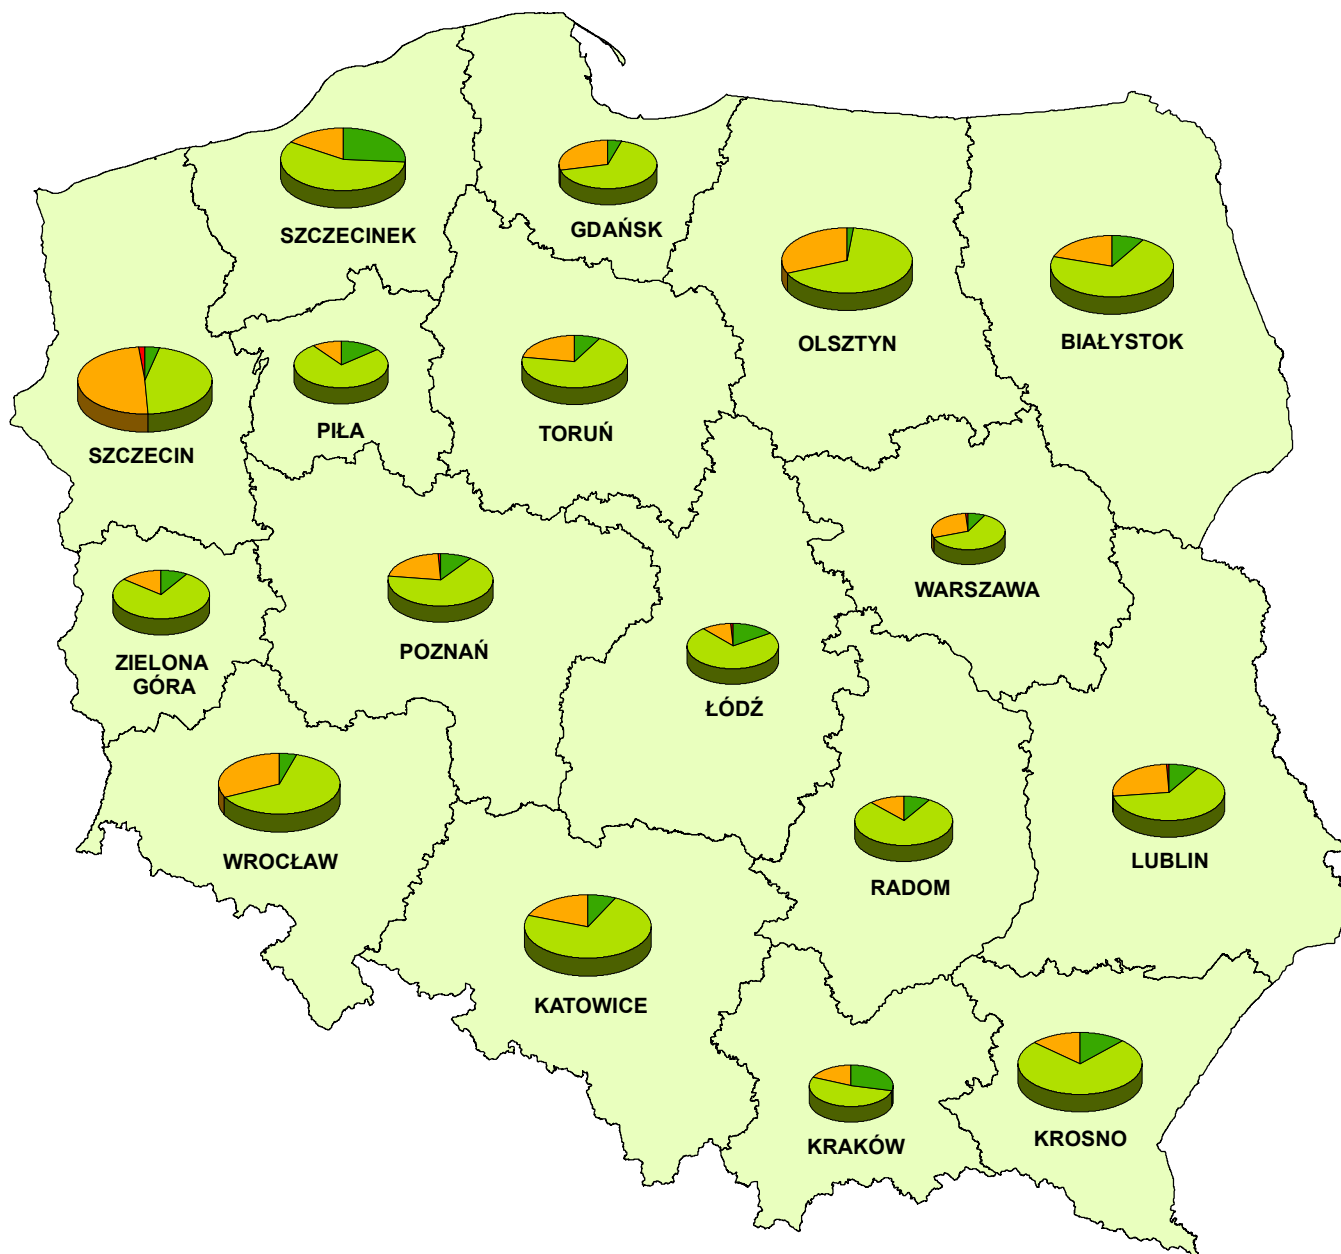 SZCZECINEK
GDAŃSK
OLSZTYN
BIAŁYSTOK
SZCZECIN
PIŁA
TORUŃ
WARSZAWA
ZIELONA
GÓRA
POZNAŃ
ŁÓDŹ
WROCŁAW
RADOM
LUBLIN
KATOWICE
KRAKÓW
KROSNO